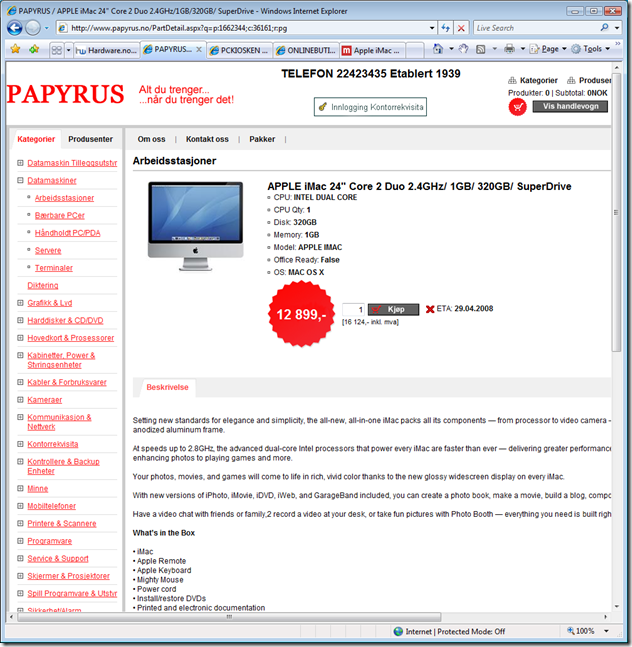 PAPYRUS / APPLE iMac 24" Core 2 Duo 2.4GHz/1GB/320GB/SuperDrive - Windows Internet Explorer
http://www.papyrus.no/PartDetail.aspx?q=p:1662344;c:36161;r:pg
Live Search
Hardware.no...
PAPYRUS...
PCKIOSKEN ...
ONLINEBUTI...
Apple iMac ...
Page
Tools
PAPYRUS
Alt du trenger...
...når du trenger det!
TELEFON 22423435 Etablert 1939
Innlogging Kontorrekvisita
Kategorier
Produsen
Produkter: 0 | Subtotal: 0NOK
Vis handlevogn
Kategorier
Produsenter
Om oss | Kontakt oss | Pakker |
Datamaskin Tilleggsutstyr
Datamaskiner
Arbeidsstasjoner
Bærbare PCer
Håndholdt PC/PDA
Servere
Terminaler
Diktering
Grafikk & Lyd
Harddisker & CD/DVD
Hovedkort & Prosessorer
Kabinetter, Power &
Styringsenheter
Kabler & Forbruksvarer
Kameraer
Kommunikasjon &
Nettverk
Kontorrekvisita
Kontrollere & Backup
Enheter
Minne
Mobiltelefoner
Printere & Scannere
Programvare
Service & Support
Skjermer & Prosjektorer
Spill Programvare & Utstyr
Sikkerhet/Alarm
Arbeidsstasjoner
APPLE iMac 24" Core 2 Duo 2.4GHz/ 1GB/ 320GB/ SuperDrive
CPU: INTEL DUAL CORE
CPU Qty: 1
Disk: 320GB
Memory: 1GB
Model: APPLE IMAC
Office Ready: False
OS: MAC OS X
12 899,-
1
Kjøp
ETA: 29.04.2008
[16 124,- inkl. mva]
Beskrivelse
Setting new standards for elegance and simplicity, the all-new, all-in-one iMac packs all its components — from processor to video camera –
anodized aluminum frame.
At speeds up to 2.8GHz, the advanced dual-core Intel processors that power every iMac are faster than ever — delivering greater performanc
enhancing photos to playing games and more.
Your photos, movies, and games will come to life in rich, vivid color thanks to the new glossy widescreen display on every iMac.
With new versions of iPhoto, iMovie, iDVD, iWeb, and GarageBand included, you can create a photo book, make a movie, build a blog, compo
Have a video chat with friends or family,2 record a video at your desk, or take fun pictures with Photo Booth — everything you need is built righ
What's in the Box
• iMac
• Apple Remote
• Apple Keyboard
• Mighty Mouse
• Power cord
• Install/restore DVDs
• Printed and electronic documentation
Internet | Protected Mode: Off
100%